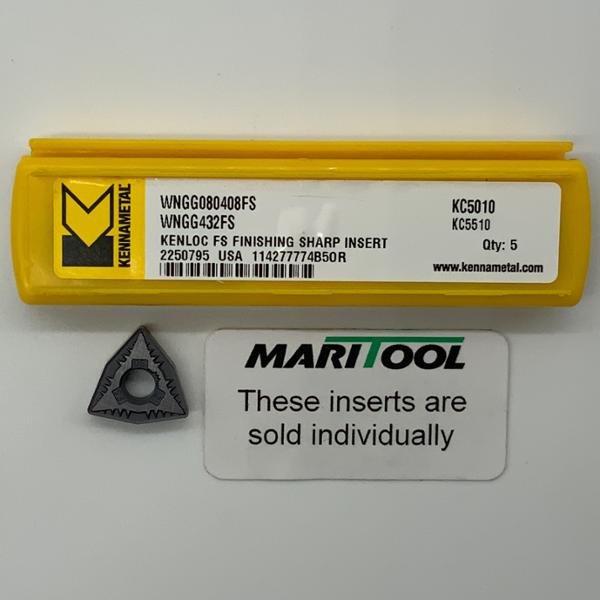 KENNAMETAL
WNGG080408FS
WNGG432FS
KENLOC FS FINISHING SHARP INSERT
2250795 USA 114277774B50R
KC5010
KC5510
Qty: 5
www.kennametal.com
MARITOOL
These inserts are
sold individually